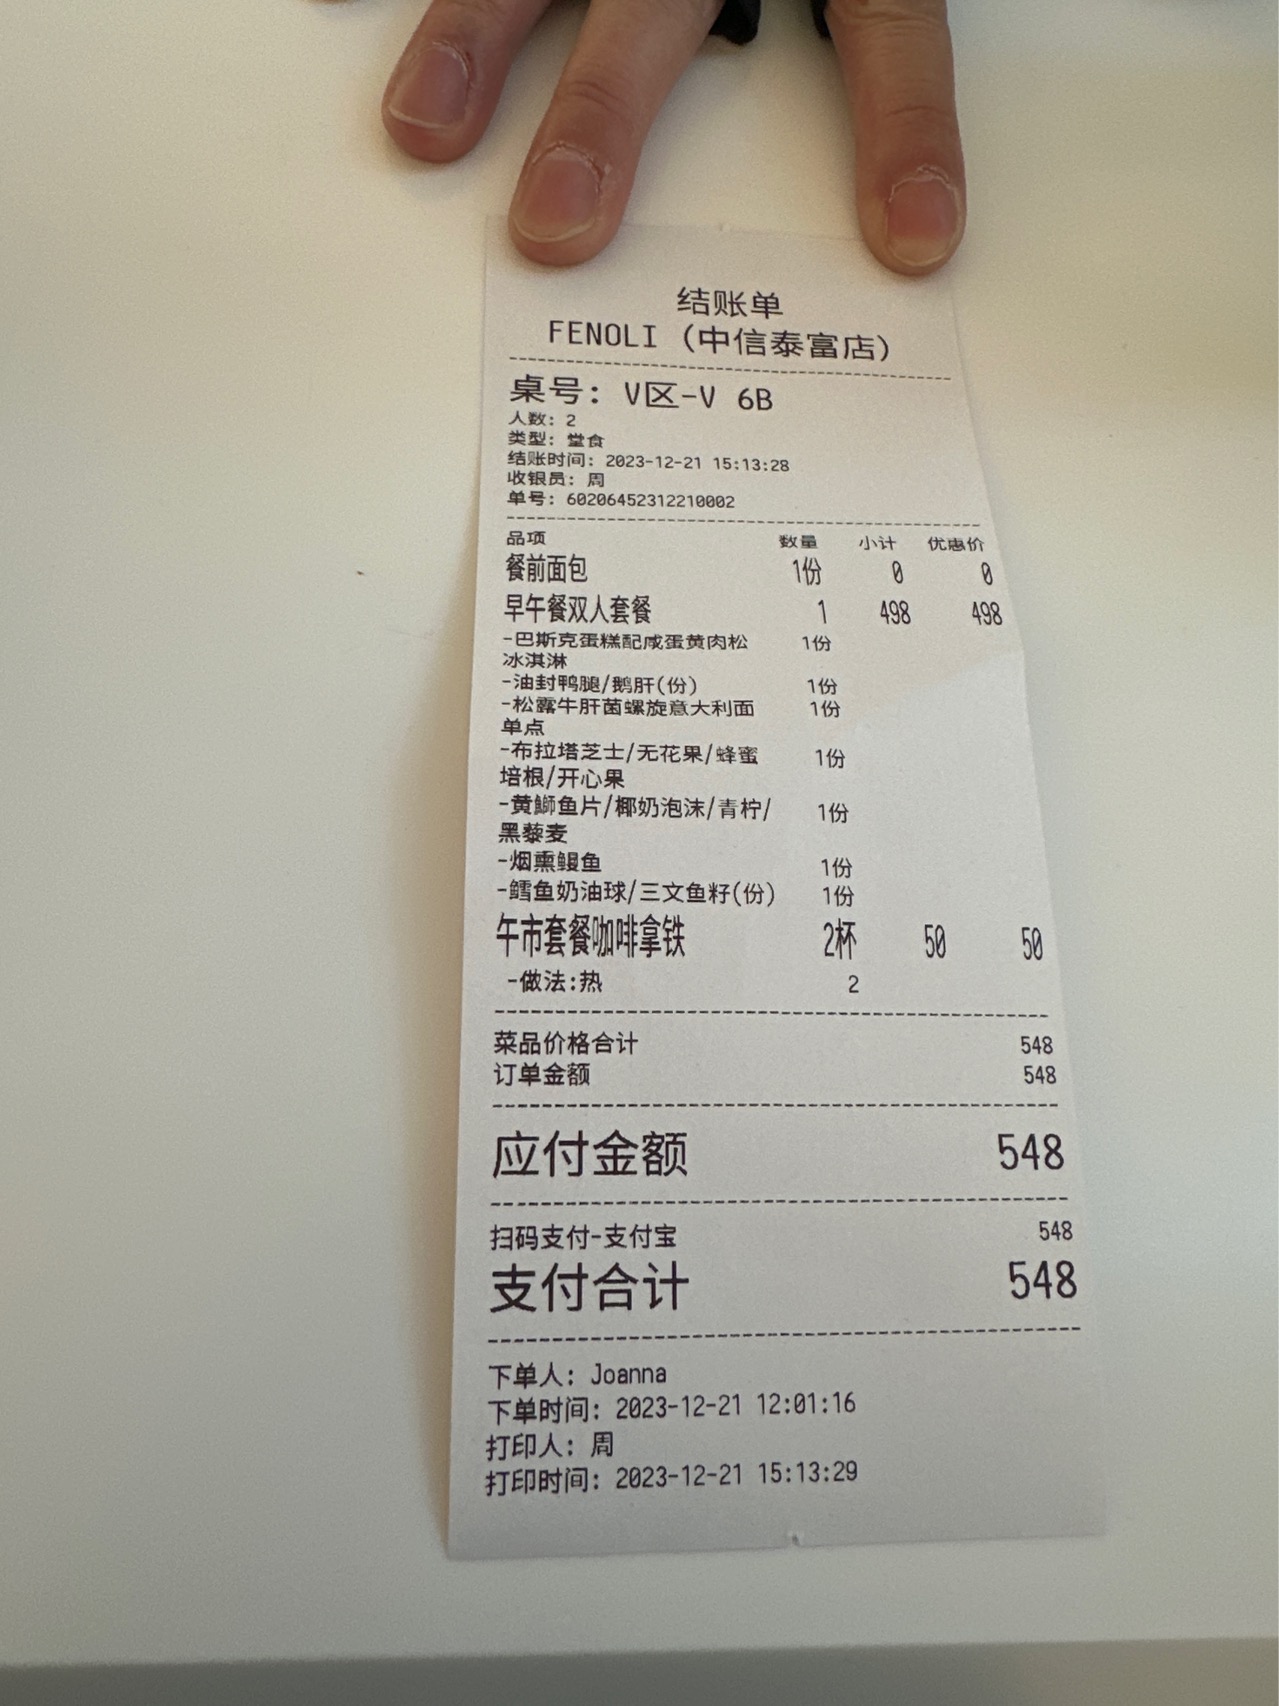 结账单
FENOLI (中信泰富店)
桌号: V区-V 6B
人数: 2
类型: 堂食
结账时间: 2023-12-21 15:13:28
收银员: 周
单号: 60206452312210002
品项 数量 小计 优惠价
餐前面包 1份 0 0
早午餐双人套餐 1 498 498
-巴斯克蛋糕配咸蛋黄肉松 1份
冰淇淋
-油封鸭腿/鹅肝(份) 1份
-松露牛肝菌螺旋意大利面 1份
单点
-布拉塔芝士/无花果/蜂蜜 1份
培根/开心果
-黄鰤鱼片/椰奶泡沫/青柠/ 1份
黑藜麦
-烟熏鳗鱼 1份
-鳕鱼奶油球/三文鱼籽(份) 1份
午市套餐咖啡拿铁 2杯 50 50
-做法:热 2
菜品价格合计 548
订单金额 548
应付金额 548
扫码支付-支付宝 548
支付合计 548
下单人: Joanna
下单时间: 2023-12-21 12:01:16
打印人: 周
打印时间: 2023-12-21 15:13:29